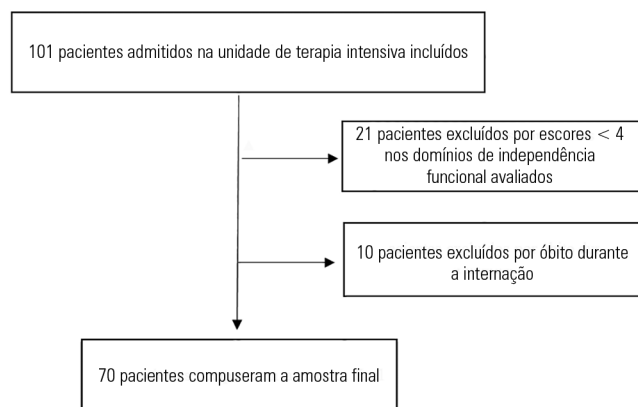 101 pacientes admitidos na unidade de terapia intensiva incluídos
21 pacientes excluídos por escores < 4
nos domínios de independência
funcional avaliados
10 pacientes excluídos por óbito durante
a internação
70 pacientes compuseram a amostra final